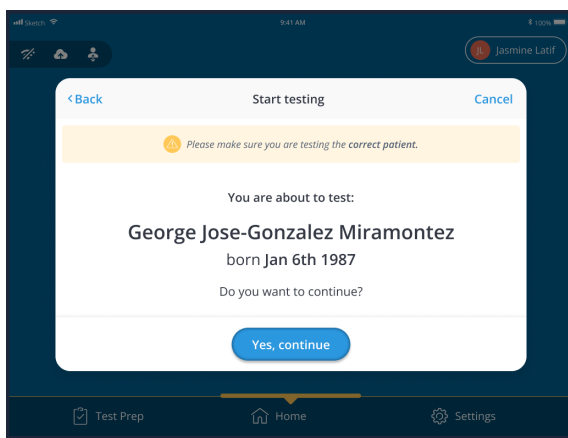 Sketch
9:41 AM
100%
JL Jasmine Latif
Back
Start testing
Cancel
Please make sure you are testing the correct patient.
You are about to test:
George Jose-Gonzalez Miramontez
born Jan 6th 1987
Do you want to continue?
Yes, continue
Test Prep
Home
Settings